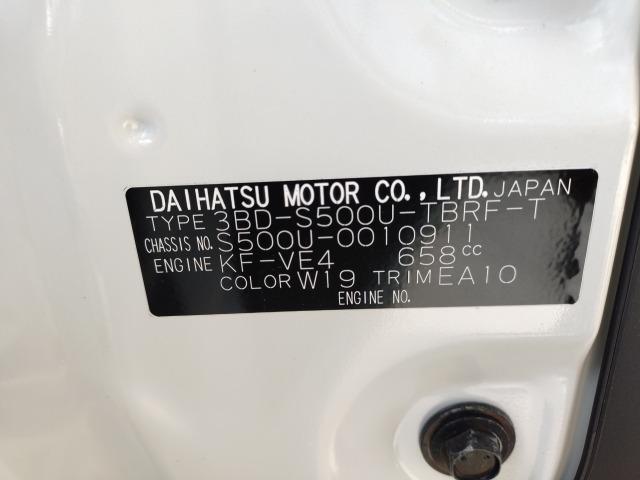 DAIHATSU MOTOR CO., LTD. JAPAN
TYPE 3BD-S500U-TBRF-T
CHASSIS NO. S500U-0010911
ENGINE KF-VE4 658cc
COLOR W19 TRIM EA10
ENGINE NO.